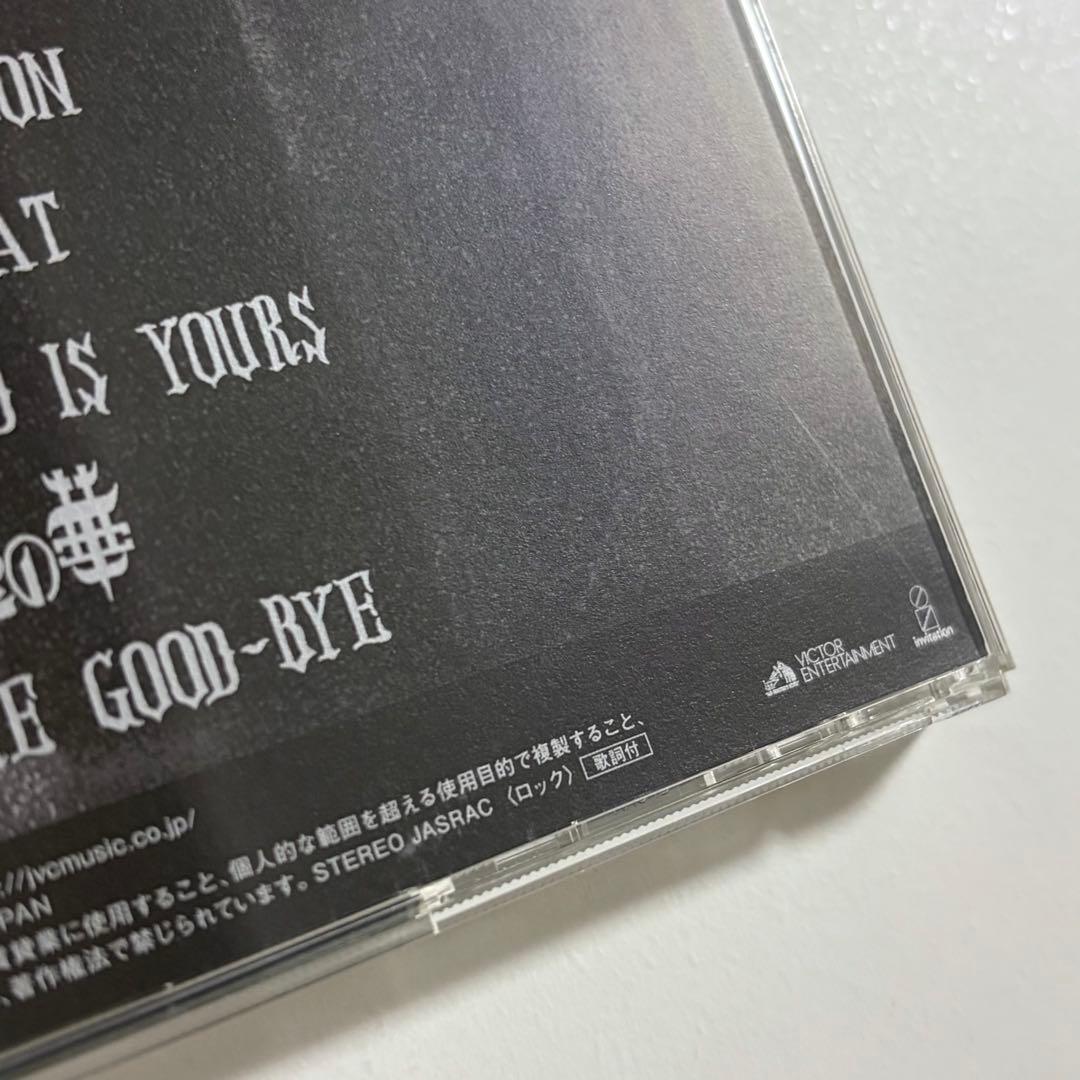 ON
AT
IS YOURS
の華
GOOD~BYE
VICTOR
ENTERTAINMENT
invitation
://jvcmusic.co.jp/
PAN
賃貸業に使用すること、個人的な範囲を超える使用目的で複製すること、
、著作権法で禁じられています。STEREO JASRAC 〈ロック〉 歌詞付